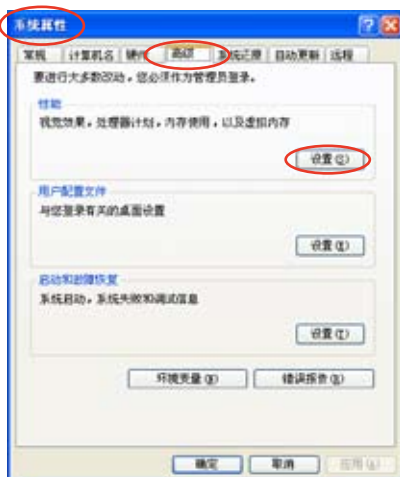 系统属性
常规 计算机名 硬件 高级 系统还原 自动更新 远程
要进行大多数改动，您必须作为管理员登录。
性能
视觉效果，处理器计划，内存使用，以及虚拟内存
设置(S)
用户配置文件
与您登录有关的桌面设置
设置(E)
启动和故障恢复
系统启动，系统失败和调试信息
设置(T)
环境变量(N) 错误报告(R)
确定 取消 应用(A)